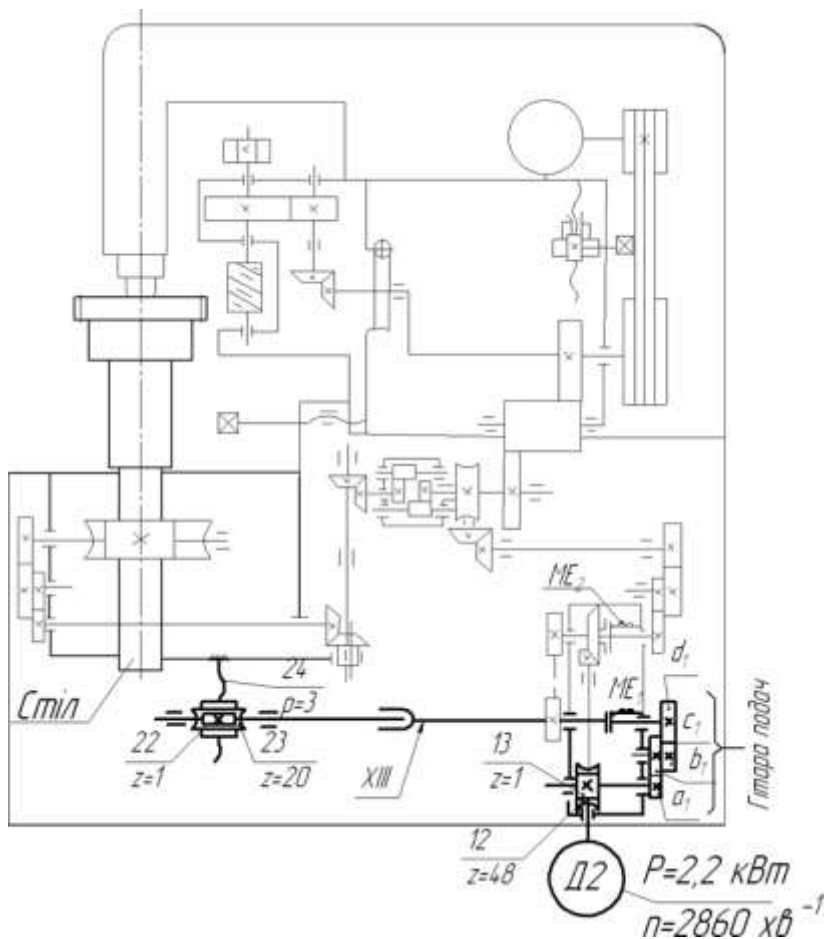 МЕ₂
d₁
24
МЕ₁
Стіл
p=3
c₁
22
z=1
23
z=20
13
z=1
b₁
Гітара подач
XIII
a₁
12
z=48
Д2
P=2,2 кВт
n=2860 хв⁻¹